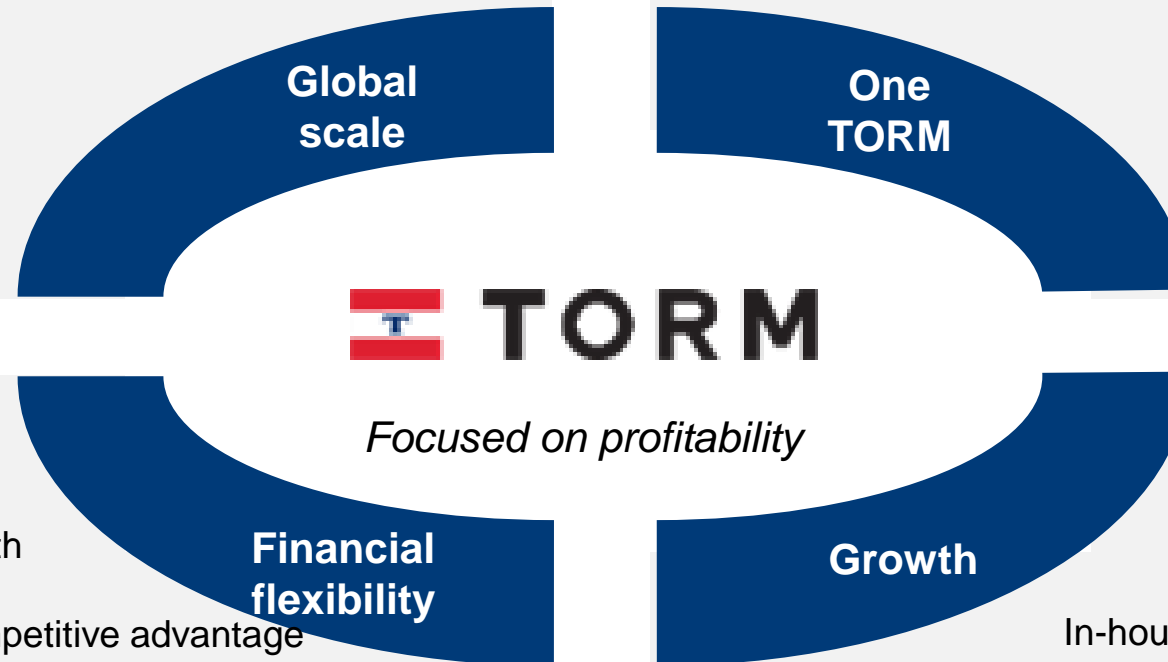 Global
scale
One
TORM
T
TORM
Focused on profitability
Financial
flexibility
Growth
petitive advantage